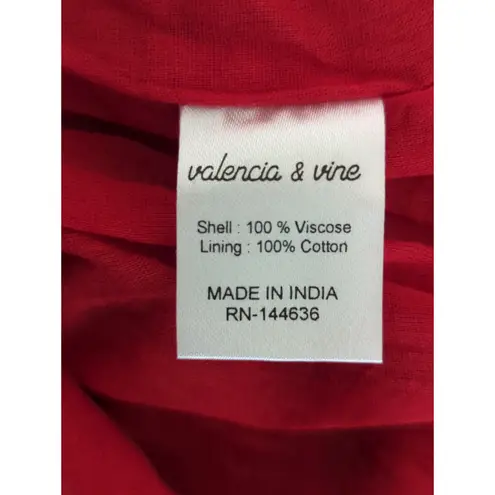 valencia & vine
Shell : 100 % Viscose
Lining : 100% Cotton
MADE IN INDIA
RN-144636